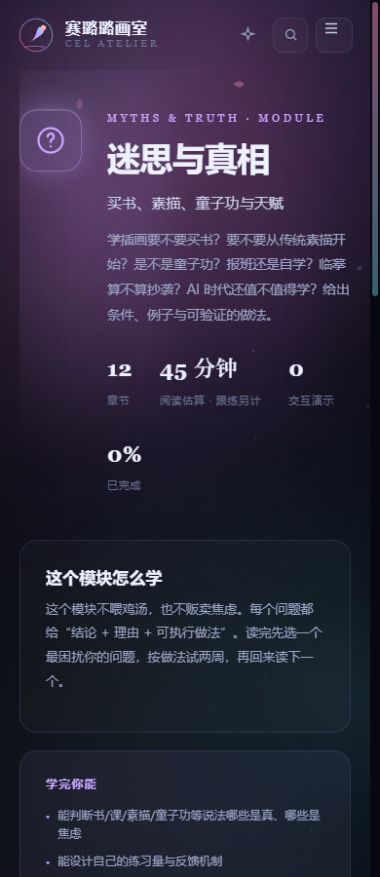 赛璐璐画室
CEL ATELIER
MYTHS & TRUTH · MODULE
迷思与真相
买书、素描、童子功与天赋
学插画要不要买书？要不要从传统素描开
始？是不是童子功？报班还是自学？临摹
算不算抄袭？AI 时代还值不值得学？给出
条件、例子与可验证的做法。
12
章节
45 分钟
阅读估算 · 跟练另计
0
交互演示
0%
已完成
这个模块怎么学
这个模块不喂鸡汤，也不贩卖焦虑。每个问题都
给“结论 + 理由 + 可执行做法”。读完先选一个
最困扰你的问题，按做法试两周，再回来读下一
个。
学完你能
• 能判断书/课/素描/童子功等说法哪些是真、哪些是
焦虑
• 能设计自己的练习量与反馈机制